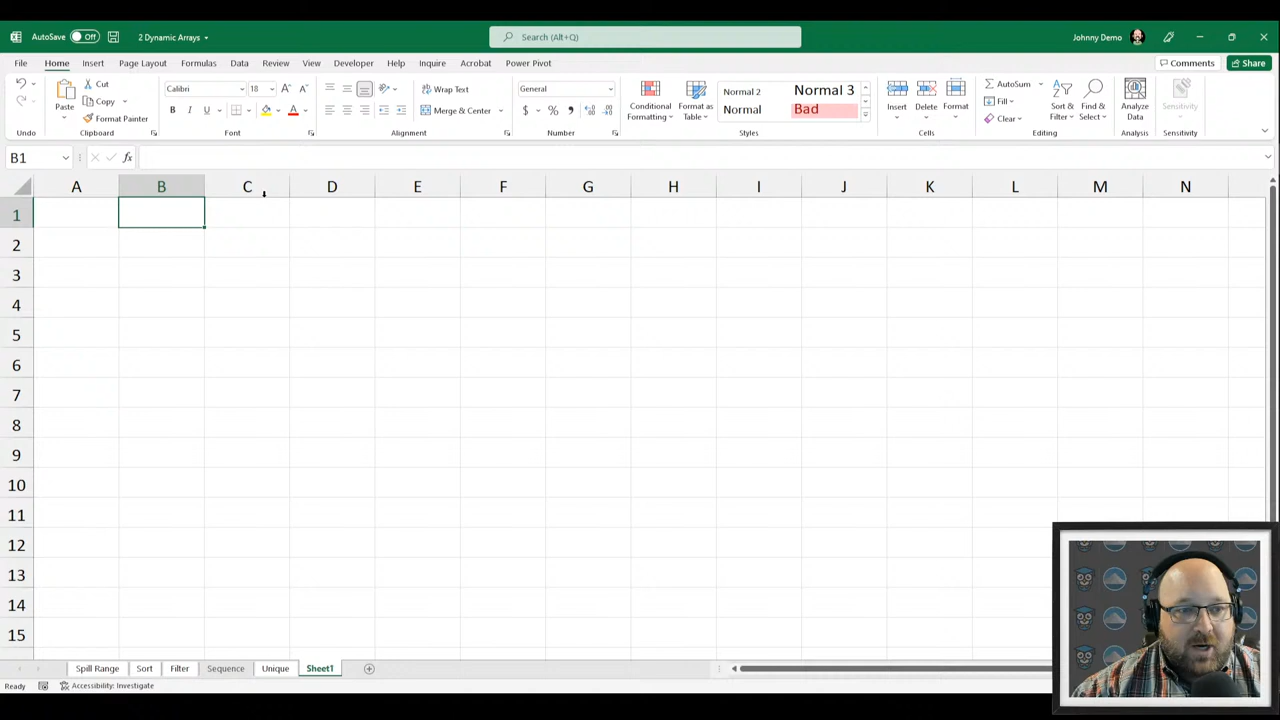 AutoSave Off 2 Dynamic Arrays Search (Alt+Q) Johnny Demo
File Home Insert Page Layout Formulas Data Review View Developer Help Inquire Acrobat Power Pivot Comments Share
Cut
Copy
Format Painter
Paste
Undo
Clipboard
Calibri 18
B I U
Font
Wrap Text
Merge & Center
Alignment
General
$ % ,
Number
Conditional Formatting
Format as Table
Normal 2 Normal 3
Normal Bad
Styles
Insert Delete Format
Cells
AutoSum
Fill
Clear
Sort & Filter
Find & Select
Editing
Analyze Data
Analysis
Sensitivity
Sensitivity
B1 fx
A B C D E F G H I J K L M N
1
2
3
4
5
6
7
8
9
10
11
12
13
14
15
Spill Range Sort Filter Sequence Unique Sheet1
Ready Accessibility: Investigate